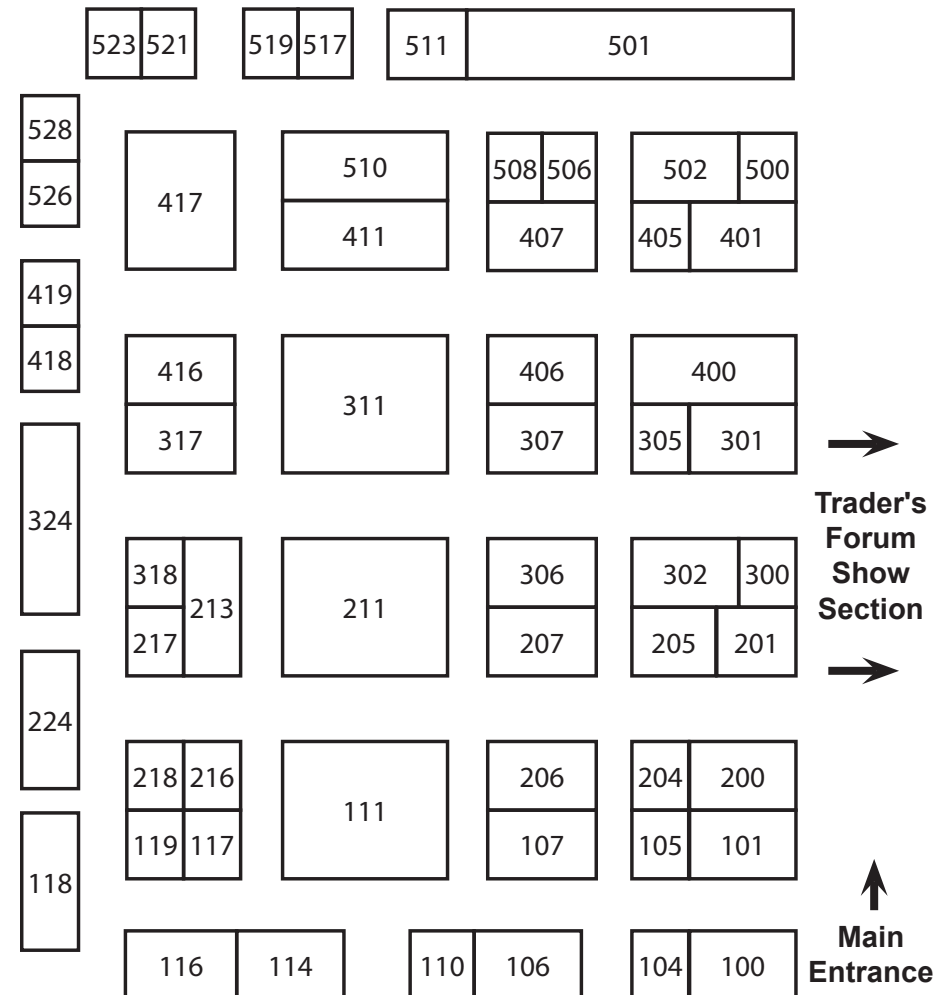 523 521 519 517 511 501
528
526
417 510 508 506 502 500
411 407 405 401
419
418
416 311 406 400
317 307 305 301
324
Trader's
Forum
Show
Section
318 213 211 306 302 300
217 207 205 201
224
218 216 111 206 204 200
119 117 107 105 101
118
116 114 110 106 104 100
Main
Entrance